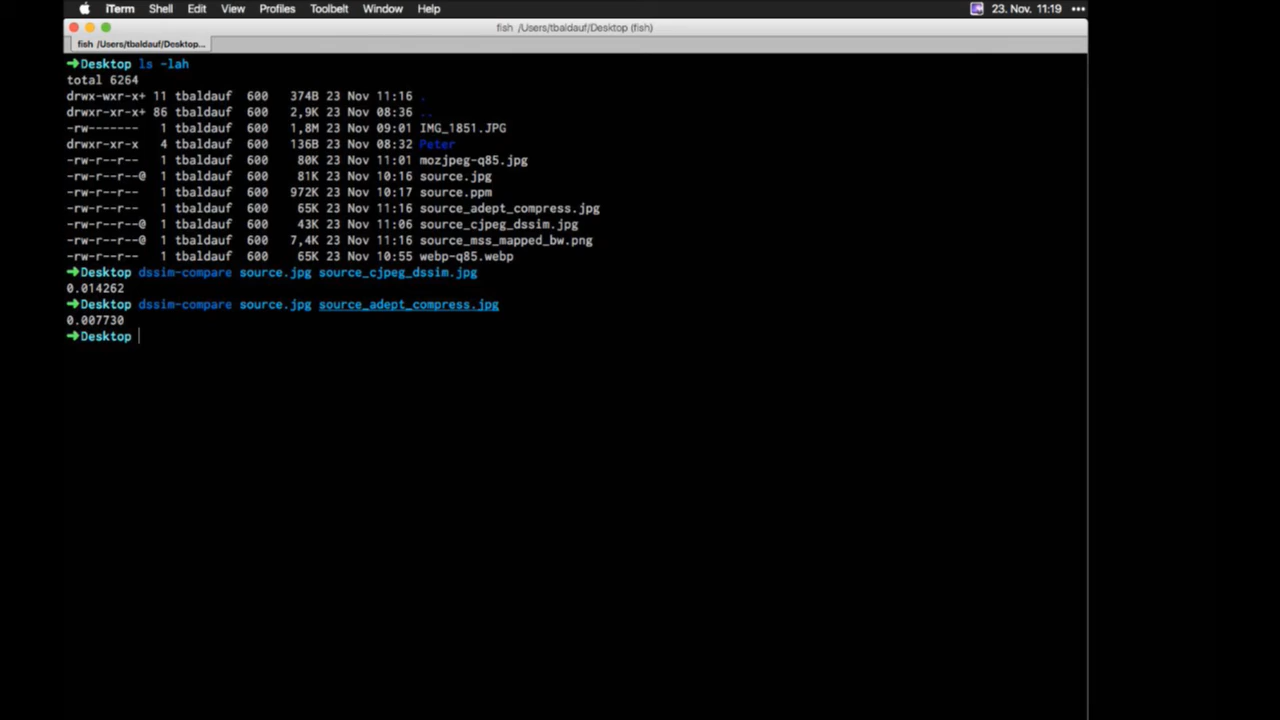 iTerm Shell Edit View Profiles Toolbelt Window Help 23. Nov. 11:19 •••
fish /Users/tbaldauf/Desktop (fish)
fish /Users/tbaldauf/Desktop...
➜Desktop ls -lah
total 6264
drwx-wxr-x+ 11 tbaldauf 600 374B 23 Nov 11:16 .
drwxr-xr-x+ 86 tbaldauf 600 2,9K 23 Nov 08:36 ..
-rw------- 1 tbaldauf 600 1,8M 23 Nov 09:01 IMG_1851.JPG
drwxr-xr-x 4 tbaldauf 600 136B 23 Nov 08:32 Peter
-rw-r--r-- 1 tbaldauf 600 80K 23 Nov 11:01 mozjpeg-q85.jpg
-rw-r--r--@ 1 tbaldauf 600 81K 23 Nov 10:16 source.jpg
-rw-r--r-- 1 tbaldauf 600 972K 23 Nov 10:17 source.ppm
-rw-r--r-- 1 tbaldauf 600 65K 23 Nov 11:16 source_adept_compress.jpg
-rw-r--r--@ 1 tbaldauf 600 43K 23 Nov 11:06 source_cjpeg_dssim.jpg
-rw-r--r--@ 1 tbaldauf 600 7,4K 23 Nov 11:16 source_mss_mapped_bw.png
-rw-r--r-- 1 tbaldauf 600 65K 23 Nov 10:55 webp-q85.webp
➜Desktop dssim-compare source.jpg source_cjpeg_dssim.jpg
0.014262
➜Desktop dssim-compare source.jpg source_adept_compress.jpg
0.007730
➜Desktop